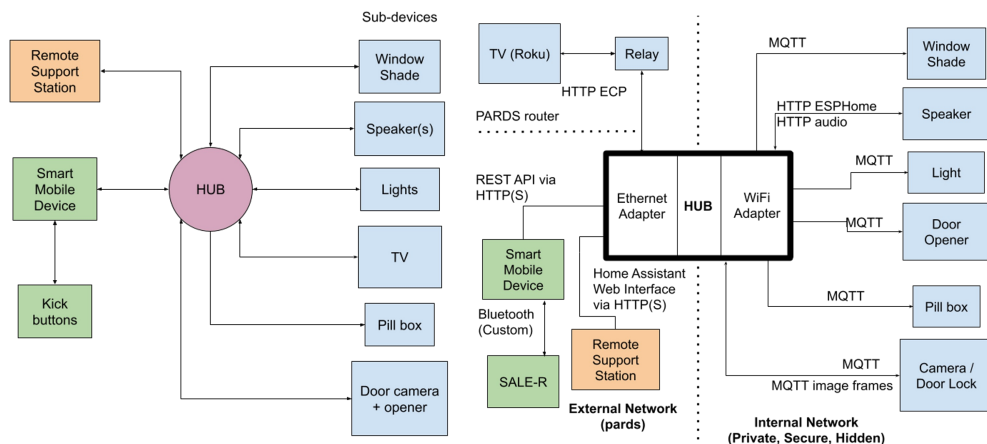 Sub-devices
Remote
Support
Station
Window
Shade
Speaker(s)
Smart
Mobile
Device
HUB
Lights
TV
Kick
buttons
Pill box
Door camera
+ opener
TV (Roku)
Relay
HTTP ECP
PARDS router
MQTT
Window
Shade
HTTP ESPHome
HTTP audio
Speaker
REST API via
HTTP(S)
Ethernet
Adapter
HUB
WiFi
Adapter
MQTT
Light
MQTT
Door
Opener
Smart
Mobile
Device
Home Assistant
Web Interface
via HTTP(S)
Bluetooth
(Custom)
MQTT
Pill box
SALE-R
Remote
Support
Station
MQTT
MQTT image frames
Camera /
Door Lock
External Network
(pards)
Internal Network
(Private, Secure, Hidden)